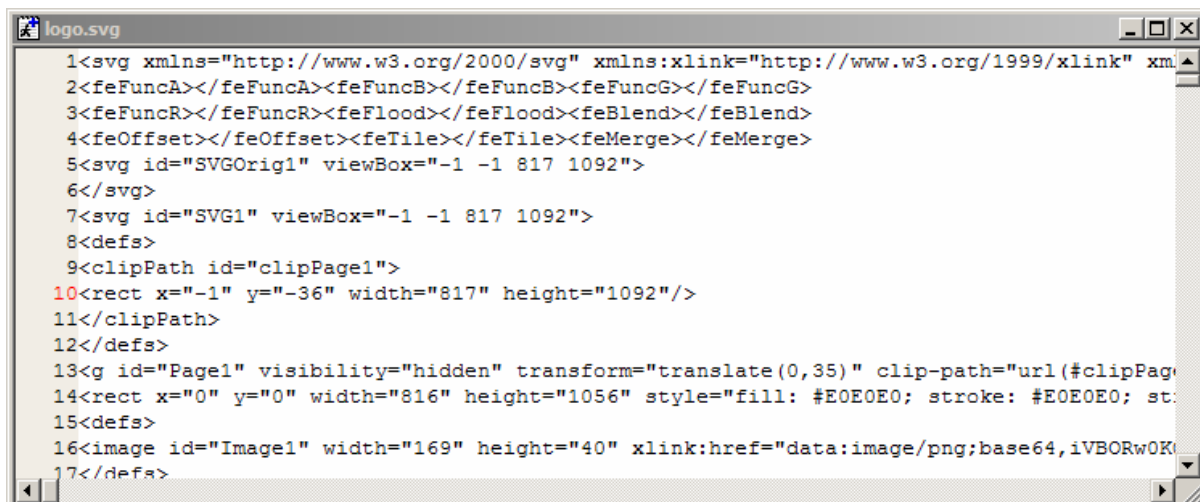 logo.svg
1<svg xmlns="http://www.w3.org/2000/svg" xmlns:xlink="http://www.w3.org/1999/xlink" xml
2<feFuncA></feFuncA><feFuncB></feFuncB><feFuncG></feFuncG>
3<feFuncR></feFuncR><feFlood></feFlood><feBlend></feBlend>
4<feOffset></feOffset><feTile></feTile><feMerge></feMerge>
5<svg id="SVGOrig1" viewBox="-1 -1 817 1092">
6</svg>
7<svg id="SVG1" viewBox="-1 -1 817 1092">
8<defs>
9<clipPath id="clipPage1">
10<rect x="-1" y="-36" width="817" height="1092"/>
11</clipPath>
12</defs>
13<g id="Page1" visibility="hidden" transform="translate(0,35)" clip-path="url(#clipPag
14<rect x="0" y="0" width="816" height="1056" style="fill: #E0E0E0; stroke: #E0E0E0; st
15<defs>
16<image id="Image1" width="169" height="40" xlink:href="data:image/png;base64,iVBORw0K
17</defs>